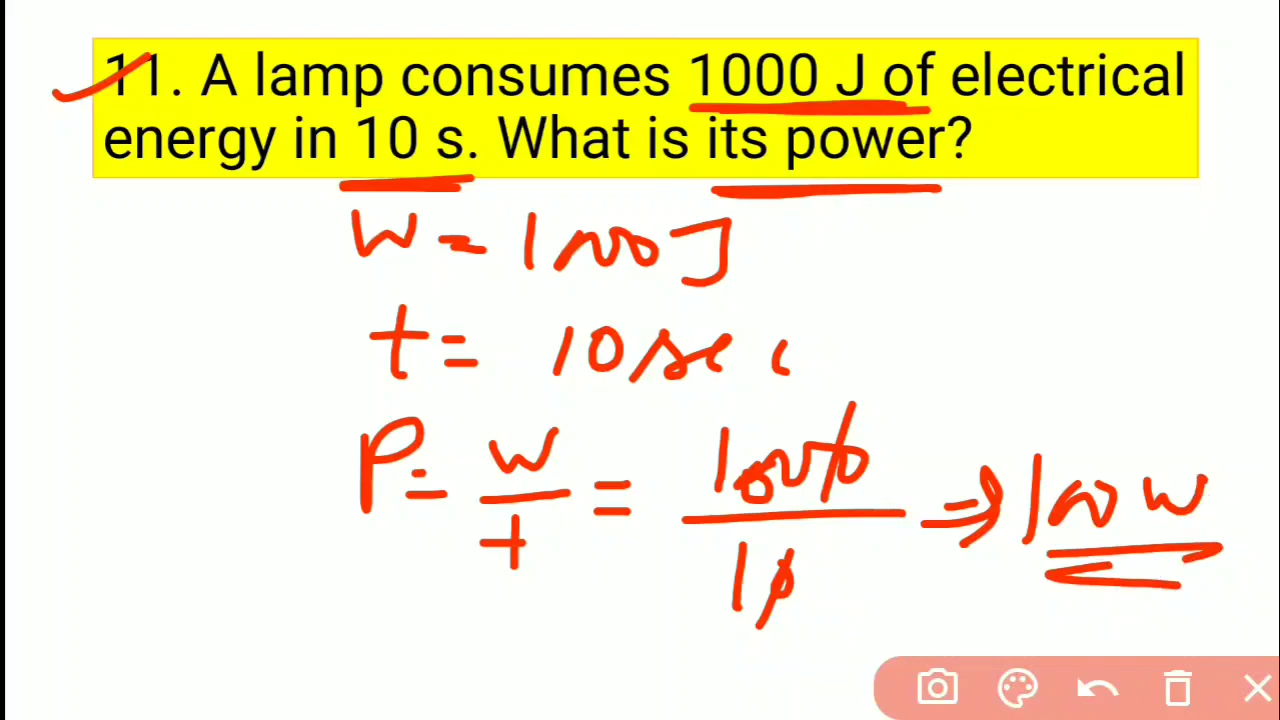 11. A lamp consumes 1000 J of electrical
energy in 10 s. What is its power?
W = 1000 J
t = 10 sec
P = W/t = 1000/10 ⇒ 100 W